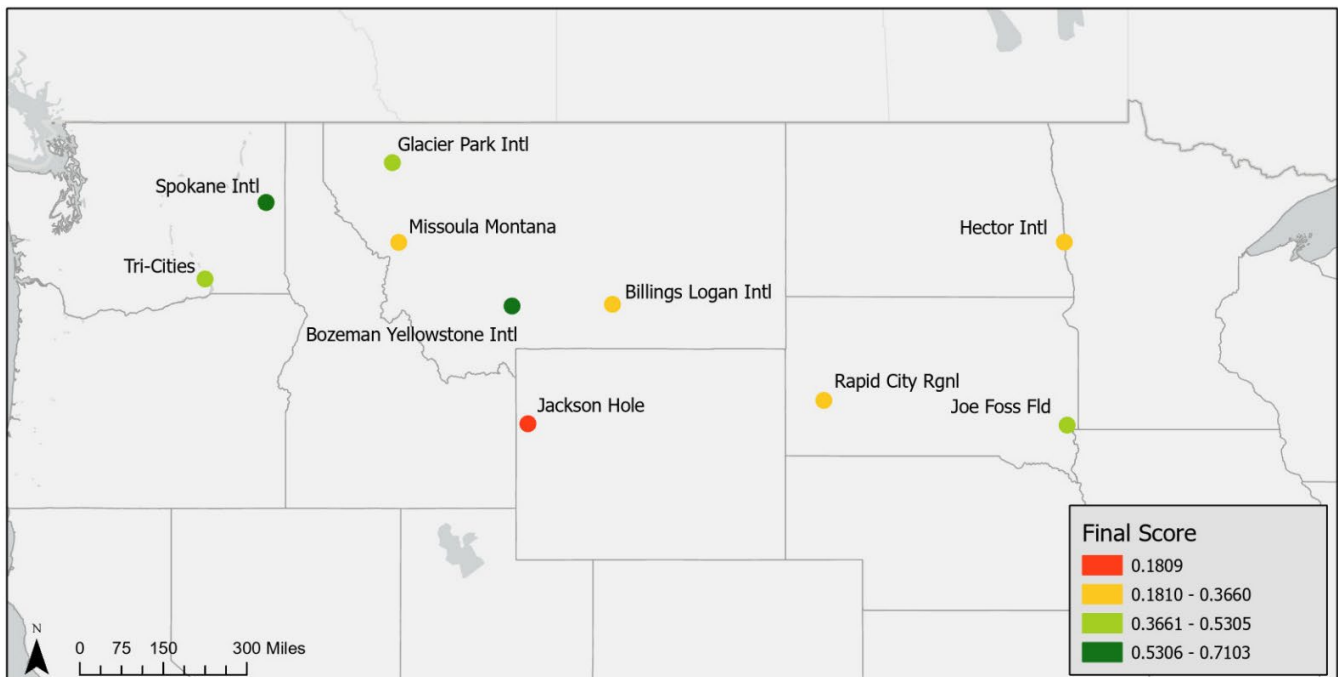 Glacier Park Intl
Spokane Intl
Missoula Montana
Hector Intl
Tri-Cities
Billings Logan Intl
Bozeman Yellowstone Intl
Rapid City Rgnl
Jackson Hole
Joe Foss Fld
Final Score
0.1809
0.1810 - 0.3660
0.3661 - 0.5305
0.5306 - 0.7103
N
0 75 150 300 Miles